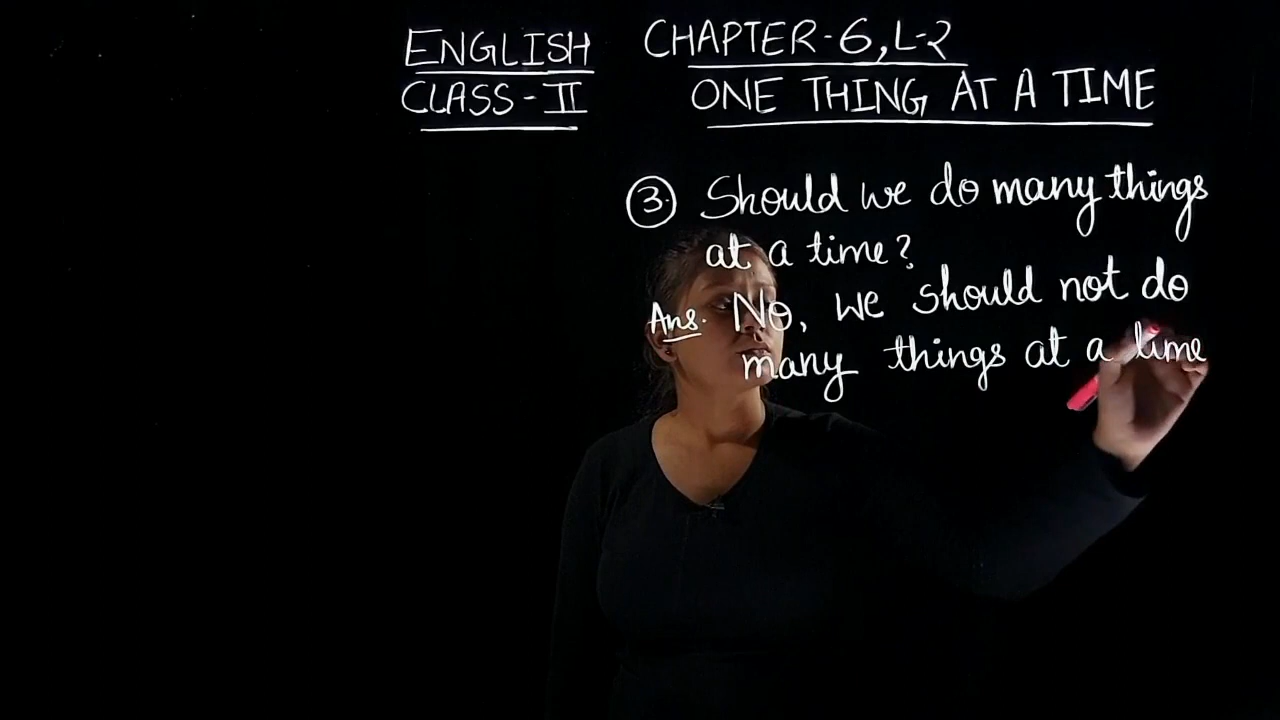 ENGLISH CHAPTER-6, L-2
CLASS-II ONE THING AT A TIME
3. Should we do many things
at a time?
Ans. No, we should not do
many things at a time